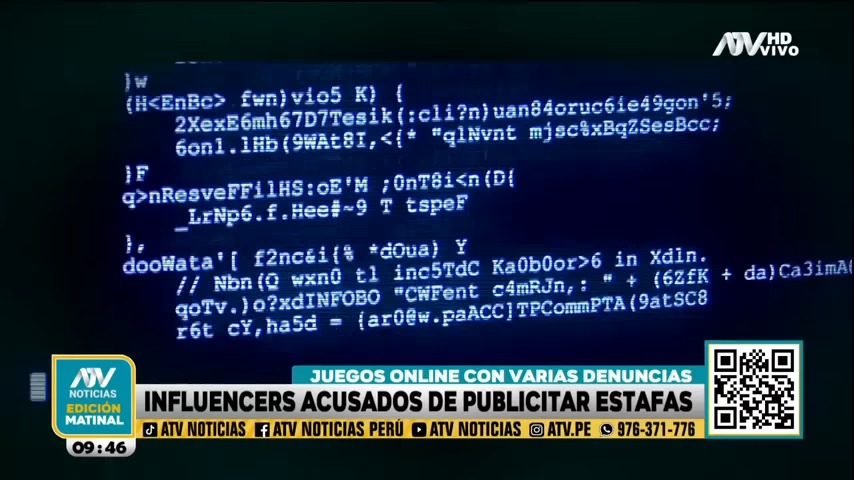 ATV HD
VIVO
}w
(H<EnBc> fwn)vio5 K) {
2XexE6mh67D7Tesik(:cli?n)uan84oruc6ie49gon'5;
6on1.lHb(9WAt8I,<{* "qlNvnt mjsc%xBqZSesBcc;
}F
q>nResveFFilHS:oE'M ;0nT8i<n(D{
_LrNp6.f.Hee#~9 T tspeF
},
dooWata'[ f2nc&i{% *dOua) Y
// Nbn(Q wxn0 tl inc5TdC Ka0b0or>6 in Xdln.
qoTv.)o?xdINFOBO "CWFent c4mRJn,: " + (6ZfK + da)Ca3imA(
r6t cY,ha5d = {ar0@w.paACC]TPCommPTA(9atSC8
JUEGOS ONLINE CON VARIAS DENUNCIAS
INFLUENCERS ACUSADOS DE PUBLICITAR ESTAFAS
ATV
NOTICIAS
EDICIÓN
MATINAL
09:46
ATV NOTICIAS ATV NOTICIAS PERÚ ATV NOTICIAS ATV.PE 976-371-776